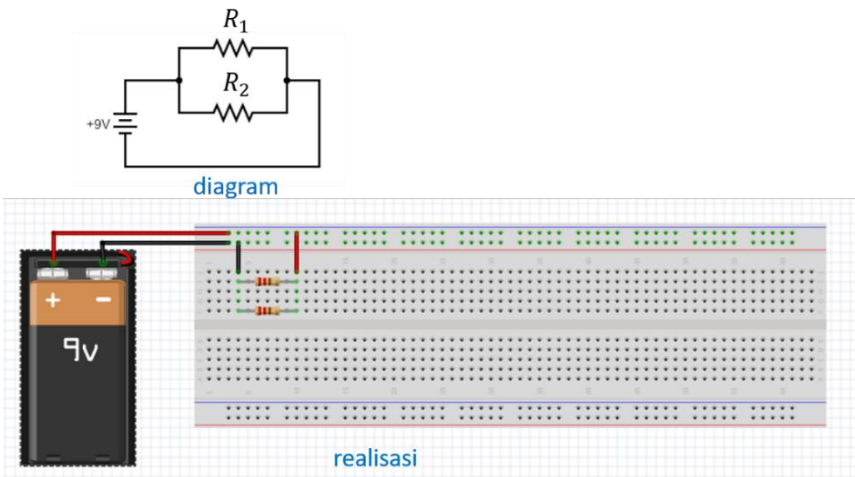 R₁
R₂
+9V
diagram
+ −
9v
realisasi